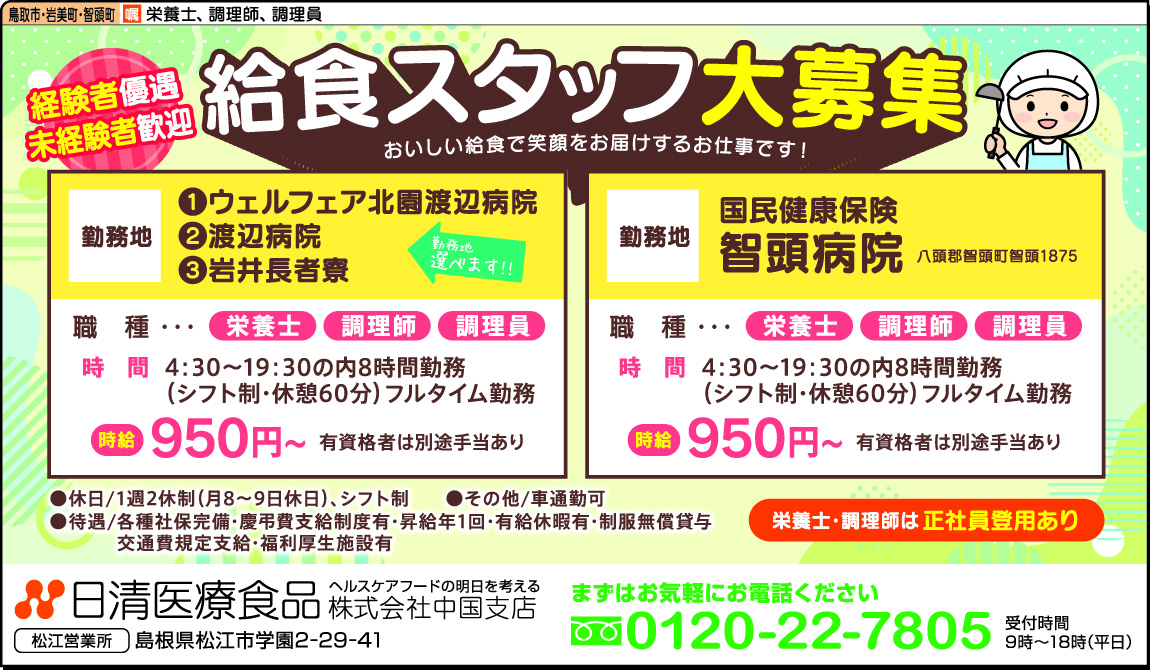 鳥取市・岩美町・智頭町 嘱 栄養士、調理師、調理員
経験者優遇
未経験者歓迎
給食スタッフ大募集
おいしい給食で笑顔をお届けするお仕事です!
勤務地
❶ウェルフェア北園渡辺病院
❷渡辺病院
❸岩井長者寮
勤務地
選べます!!
職 種・・・ 栄養士 調理師 調理員
時 間 4:30〜19:30の内8時間勤務
(シフト制・休憩60分)フルタイム勤務
時給 950円〜 有資格者は別途手当あり
勤務地
国民健康保険
智頭病院 八頭郡智頭町智頭1875
職 種・・・ 栄養士 調理師 調理員
時 間 4:30〜19:30の内8時間勤務
(シフト制・休憩60分)フルタイム勤務
時給 950円〜 有資格者は別途手当あり
●休日/1週2休制(月8〜9日休日)、シフト制 ●その他/車通勤可
●待遇/各種社保完備・慶弔費支給制度有・昇給年1回・有給休暇有・制服無償貸与
交通費規定支給・福利厚生施設有
栄養士・調理師は正社員登用あり
日清医療食品 ヘルスケアフードの明日を考える
株式会社中国支店
松江営業所 島根県松江市学園2-29-41
まずはお気軽にお電話ください
0120-22-7805
受付時間
9時〜18時(平日)